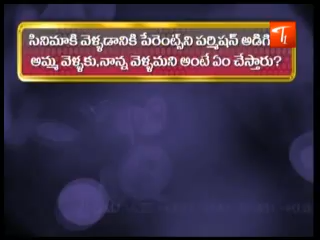 సినిమాకి వెళ్ళడానికి పేరెంట్స్‌ని పర్మిషన్ అడిగి
అమ్మ వెళ్ళకు,నాన్న వెళ్ళమని అంటే ఏం చేస్తారు?